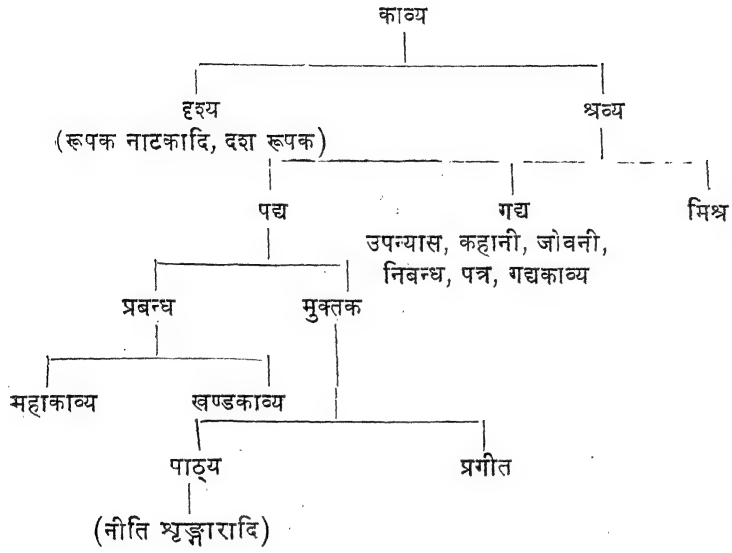 काव्य
दृश्य श्रव्य
(रूपक नाटकादि, दश रूपक)
पद्य गद्य मिश्र
उपन्यास, कहानी, जोवनी,
निबन्ध, पत्र, गद्यकाव्य
प्रबन्ध मुक्तक
महाकाव्य खण्डकाव्य
पाठ्य प्रगीत
(नीति शृङ्गारादि)